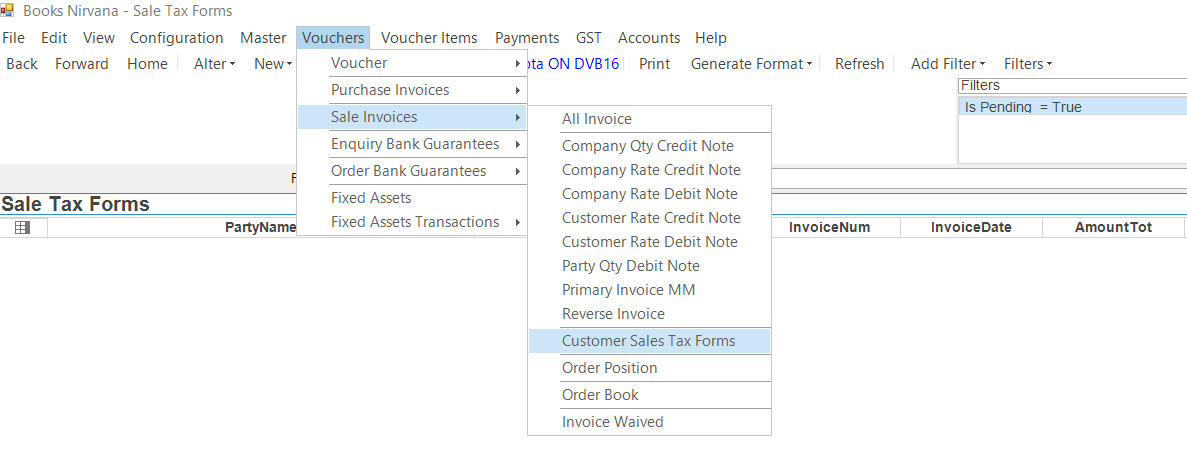 Books Nirvana - Sale Tax Forms
File Edit View Configuration Master Vouchers Voucher Items Payments GST Accounts Help
Back Forward Home Alter New ota ON DVB16 Print Generate Format Refresh Add Filter Filters
Voucher
Purchase Invoices
Sale Invoices
Enquiry Bank Guarantees
Order Bank Guarantees
Fixed Assets
Fixed Assets Transactions
All Invoice
Company Qty Credit Note
Company Rate Credit Note
Company Rate Debit Note
Customer Rate Credit Note
Customer Rate Debit Note
Party Qty Debit Note
Primary Invoice MM
Reverse Invoice
Customer Sales Tax Forms
Order Position
Order Book
Invoice Waived
Filters
Is Pending = True
Sale Tax Forms
PartyName InvoiceNum InvoiceDate AmountTot